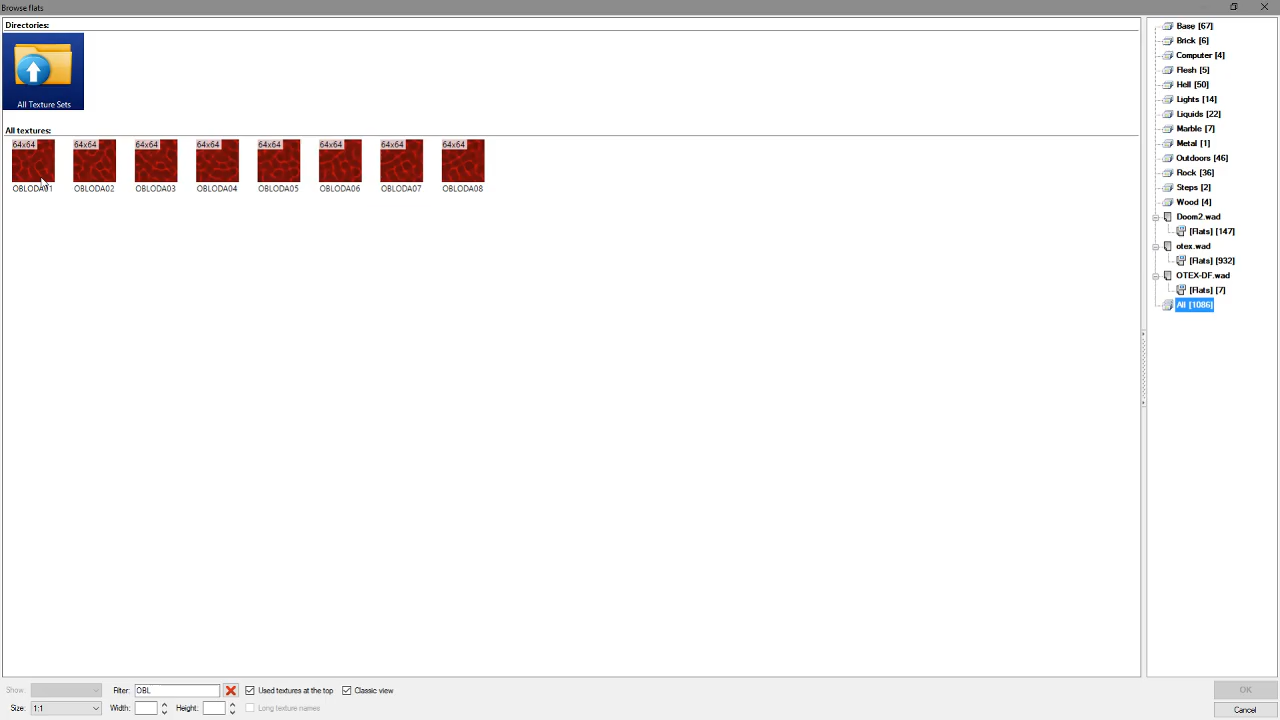 Browse flats
Directories:
All Texture Sets
All textures:
64x64 64x64 64x64 64x64 64x64 64x64 64x64 64x64
OBLODA01 OBLODA02 OBLODA03 OBLODA04 OBLODA05 OBLODA06 OBLODA07 OBLODA08
Base [67]
Brick [6]
Computer [4]
Flesh [5]
Hell [50]
Lights [14]
Liquids [22]
Marble [7]
Metal [1]
Outdoors [46]
Rock [36]
Steps [2]
Wood [4]
Doom2.wad
[Flats] [147]
otex.wad
[Flats] [932]
OTEX-DF.wad
[Flats] [7]
All [1086]
Show: Filter: OBL Used textures at the top Classic view
Size: 1:1 Width: Height: Long texture names
OK
Cancel